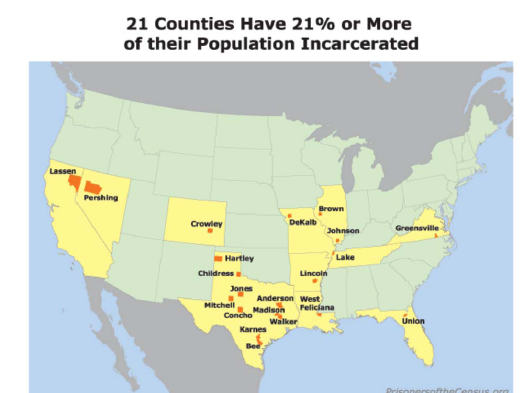 21 Counties Have 21% or More
of their Population Incarcerated
Lassen
Pershing
Crowley
Brown
DeKalb
Johnson
Greensville
Lake
Hartley
Childress
Lincoln
Jones
Mitchell
Anderson
West
Feliciana
Madison
Concho
Walker
Union
Karnes
Bee
PrisonersoftheCensus.org